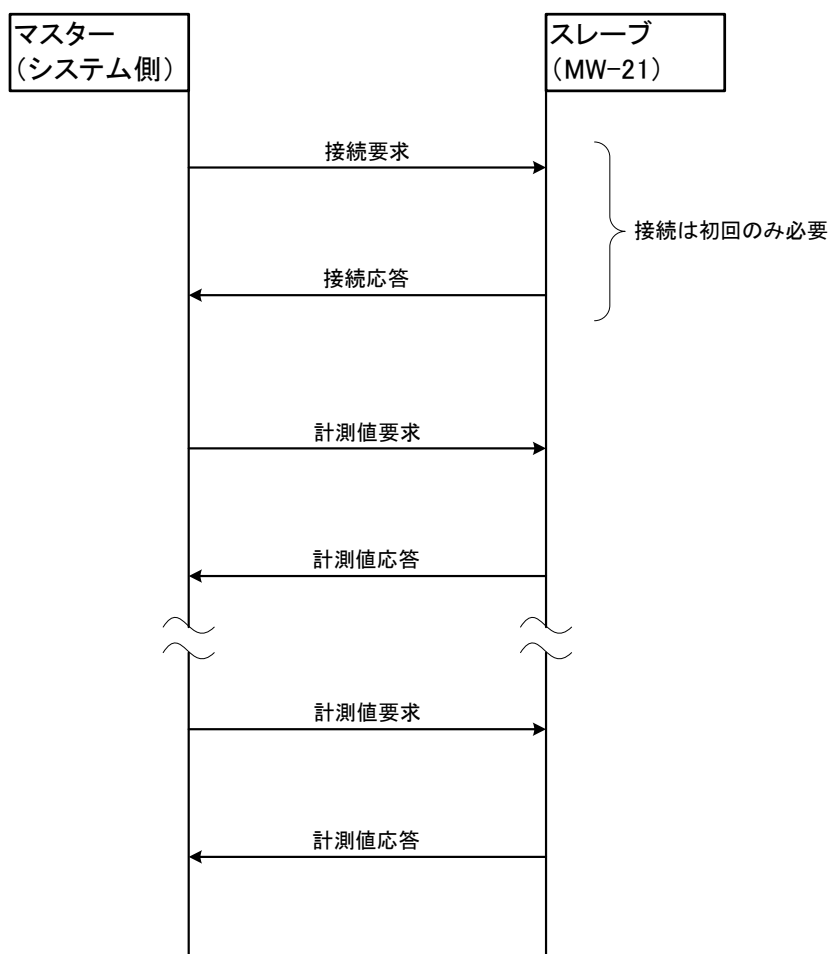 マスター
（システム側）
スレーブ
（MW-21）
接続要求
接続は初回のみ必要
接続応答
計測値要求
計測値応答
計測値要求
計測値応答